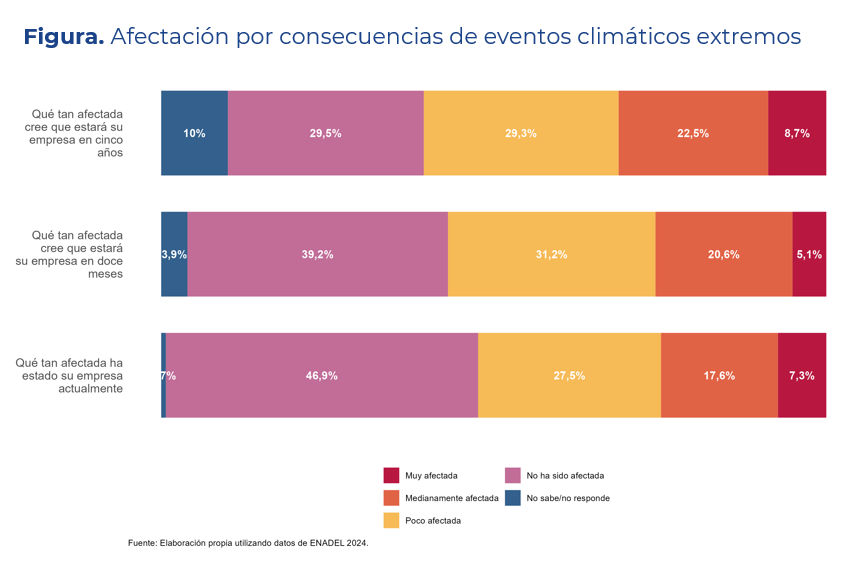 Figura. Afectación por consecuencias de eventos climáticos extremos
Qué tan afectada
cree que estará su
empresa en cinco
años
10%
29,5%
29,3%
22,5%
8,7%
Qué tan afectada
cree que estará
su empresa en doce
meses
3,9%
39,2%
31,2%
20,6%
5,1%
Qué tan afectada ha
estado su empresa
actualmente
7%
46,9%
27,5%
17,6%
7,3%
Muy afectada
No ha sido afectada
Medianamente afectada
No sabe/no responde
Poco afectada
Fuente: Elaboración propia utilizando datos de ENADEL 2024.